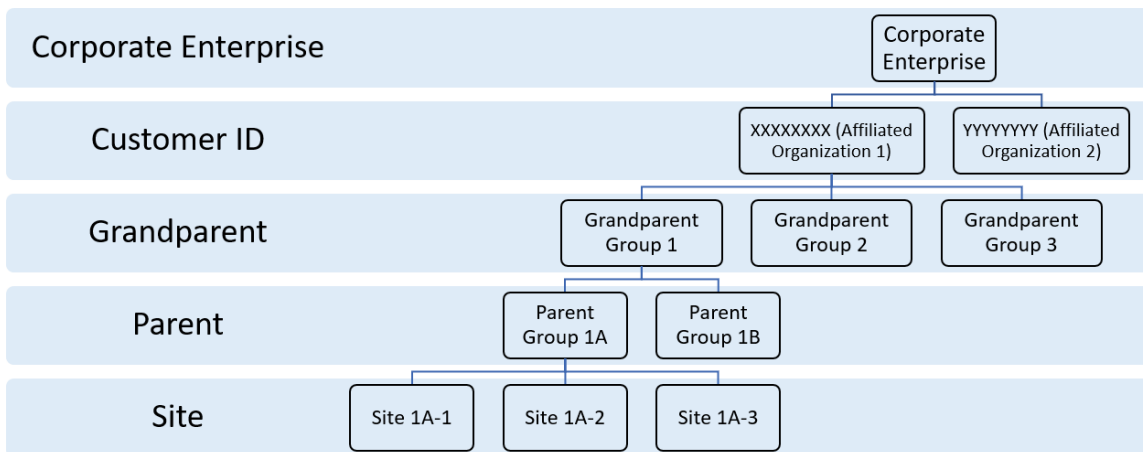 Corporate Enterprise
Corporate
Enterprise
Customer ID
XXXXXXXX (Affiliated
Organization 1)
YYYYYYYY (Affiliated
Organization 2)
Grandparent
Grandparent
Group 1
Grandparent
Group 2
Grandparent
Group 3
Parent
Parent
Group 1A
Parent
Group 1B
Site
Site 1A-1
Site 1A-2
Site 1A-3